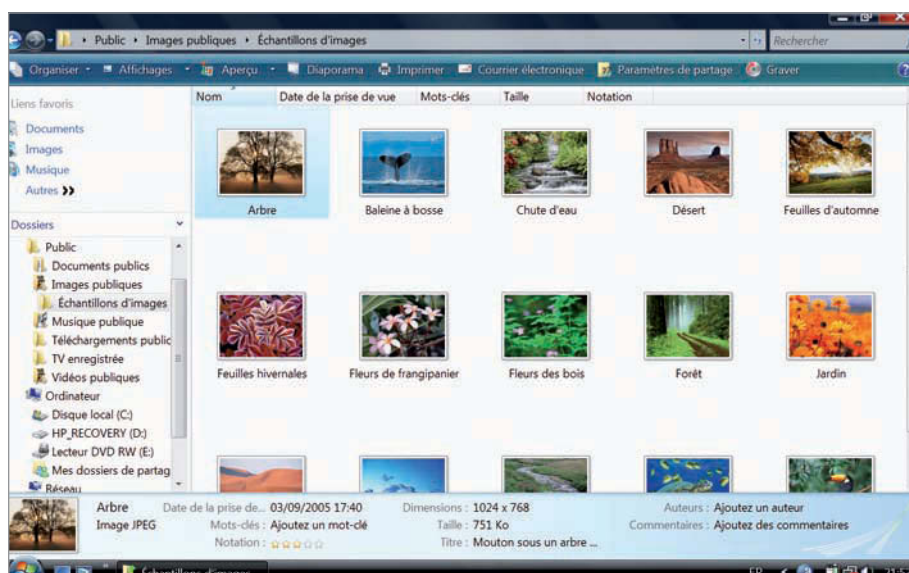 Public Images publiques Échantillons d'images Rechercher
Organiser Affichages Aperçu Diaporama Imprimer Courrier électronique Paramètres de partage Graver
Liens favoris
Documents
Images
Musique
Autres
Dossiers
Public
Documents publics
Images publiques
Échantillons d'images
Musique publique
Téléchargements public
TV enregistrée
Vidéos publiques
Ordinateur
Disque local (C:)
HP_RECOVERY (D:)
Lecteur DVD RW (E:)
Mes dossiers de partag
Réseau
Nom Date de la prise de vue Mots-clés Taille Notation
Arbre Baleine à bosse Chute d'eau Désert Feuilles d'automne
Feuilles hivernales Fleurs de frangipanier Fleurs des bois Forêt Jardin
Arbre Date de la prise de... 03/09/2005 17:40 Dimensions : 1024 x 768 Auteurs : Ajoutez un auteur
Image JPEG Mots-clés : Ajoutez un mot-clé Taille : 751 Ko Commentaires : Ajoutez des commentaires
Notation : Titre : Mouton sous un arbre ...
Échantillons d'images FR